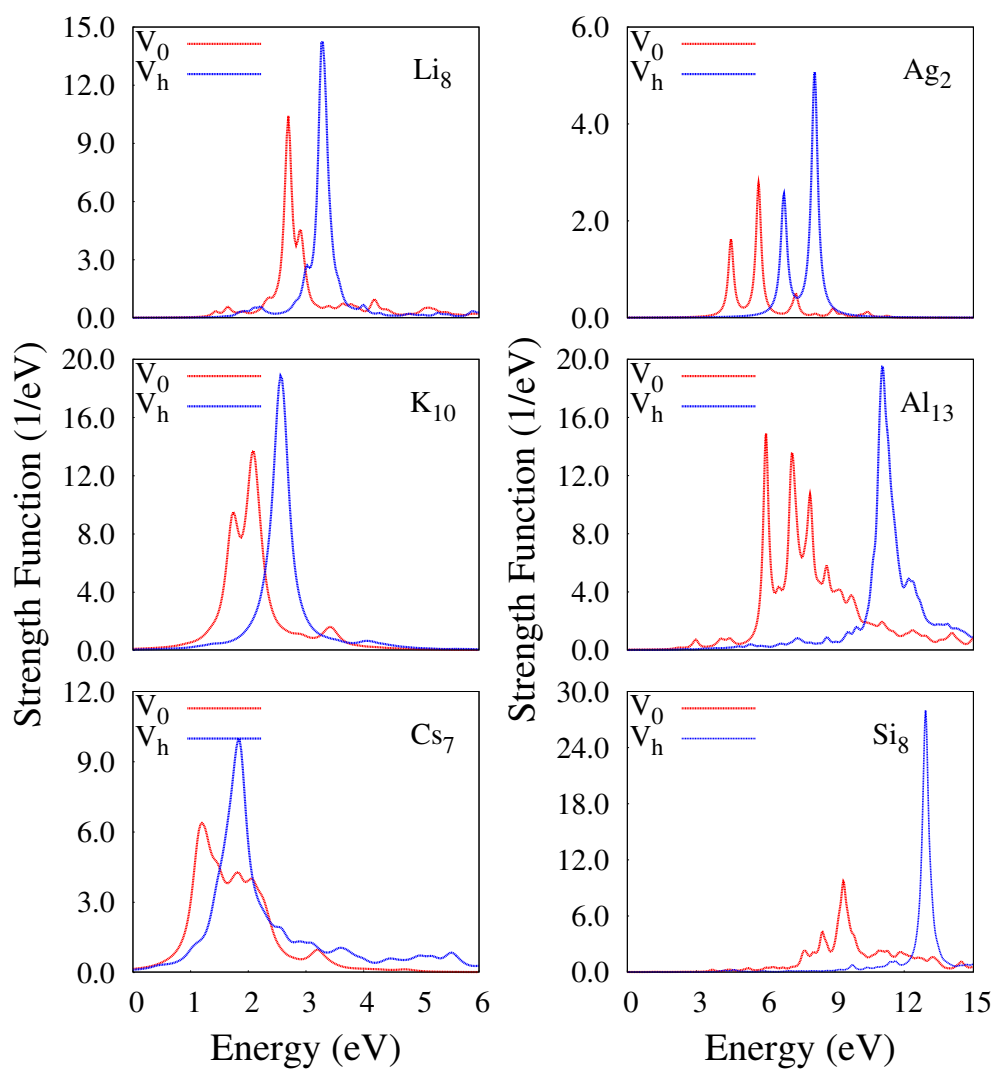 15.0
12.0
9.0
6.0
3.0
0.0
V0
Vh
Li8
6.0
4.0
2.0
0.0
V0
Vh
Ag2
20.0
16.0
12.0
8.0
4.0
0.0
V0
Vh
K10
20.0
16.0
12.0
8.0
4.0
0.0
V0
Vh
Al13
Strength Function (1/eV)
Strength Function (1/eV)
12.0
9.0
6.0
3.0
0.0
V0
Vh
Cs7
0 1 2 3 4 5 6
Energy (eV)
30.0
24.0
18.0
12.0
6.0
0.0
V0
Vh
Si8
0 3 6 9 12 15
Energy (eV)